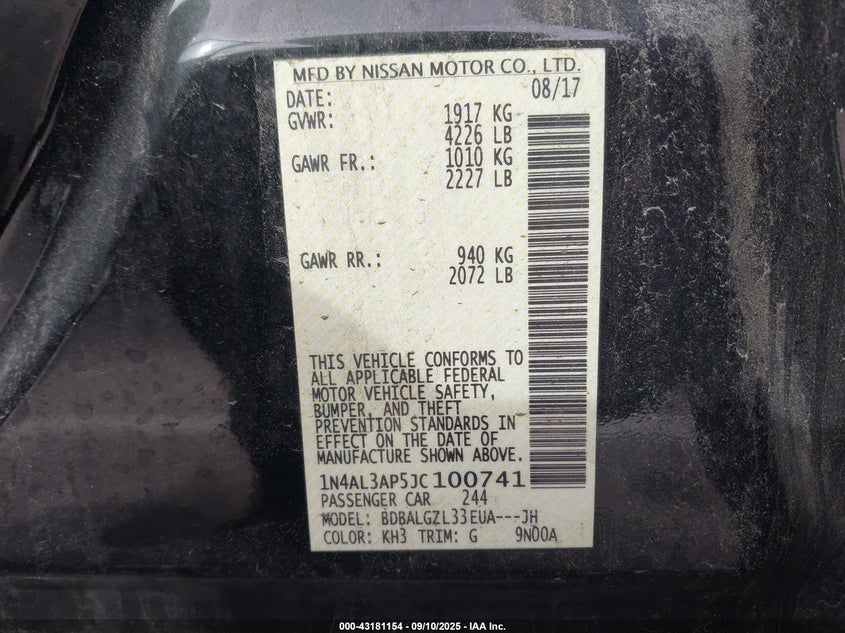 MFD BY NISSAN MOTOR CO., LTD.
DATE: 08/17
GVWR: 1917 KG
4226 LB
GAWR FR.: 1010 KG
2227 LB
GAWR RR.: 940 KG
2072 LB
THIS VEHICLE CONFORMS TO
ALL APPLICABLE FEDERAL
MOTOR VEHICLE SAFETY,
BUMPER, AND THEFT
PREVENTION STANDARDS IN
EFFECT ON THE DATE OF
MANUFACTURE SHOWN ABOVE.
1N4AL3AP5JC100741
PASSENGER CAR 244
MODEL: BDBALGZL33EUA---JH
COLOR: KH3 TRIM: G 9N00A
000-43181154 - 09/10/2025 - IAA Inc.